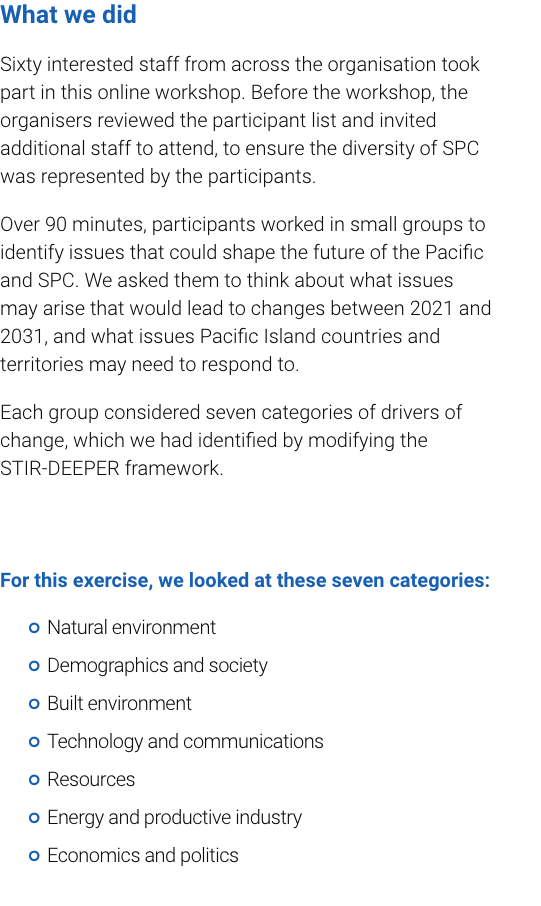 What we did
Sixty interested staff from across the organisation took
part in this online workshop. Before the workshop, the
organisers reviewed the participant list and invited
additional staff to attend, to ensure the diversity of SPC
was represented by the participants.
Over 90 minutes, participants worked in small groups to
identify issues that could shape the future of the Pacific
and SPC. We asked them to think about what issues
may arise that would lead to changes between 2021 and
2031, and what issues Pacific Island countries and
territories may need to respond to.
Each group considered seven categories of drivers of
change, which we had identified by modifying the
STIR-DEEPER framework.
For this exercise, we looked at these seven categories:
Natural environment
Demographics and society
Built environment
Technology and communications
Resources
Energy and productive industry
Economics and politics